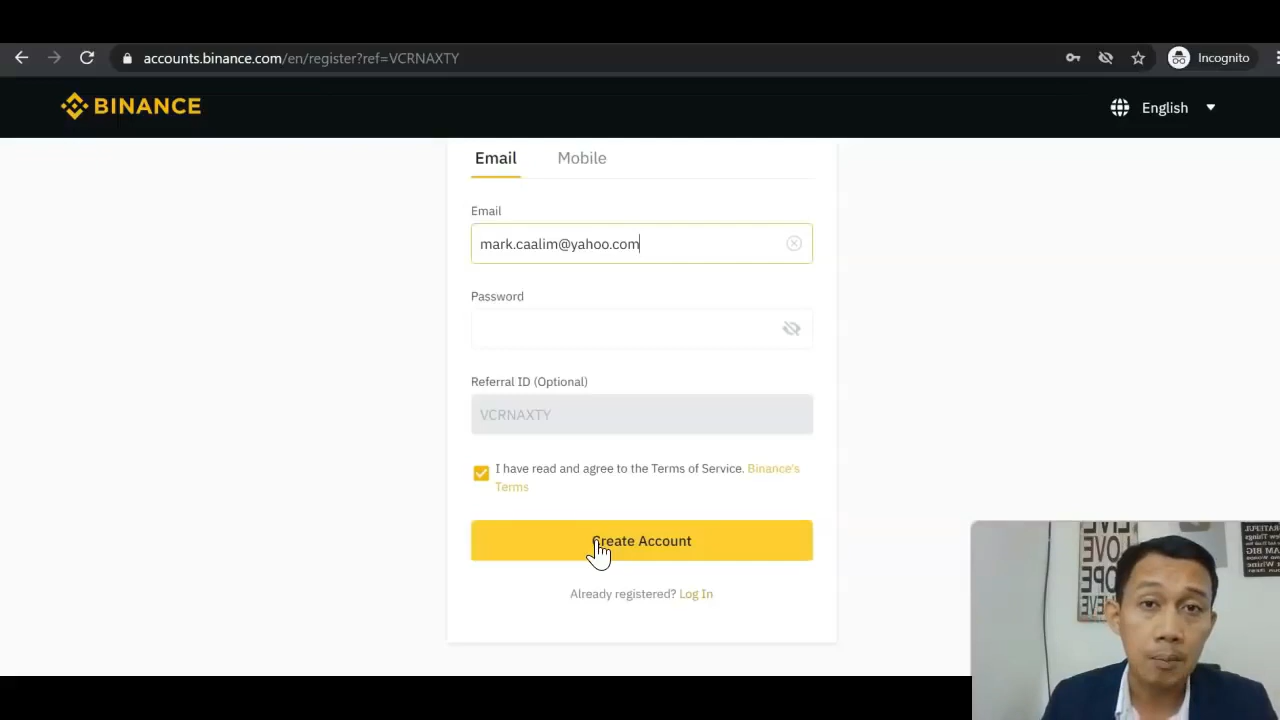 accounts.binance.com/en/register?ref=VCRNAXTY
Incognito
BINANCE
English
Email Mobile
Email
mark.caalim@yahoo.com
Password
Referral ID (Optional)
VCRNAXTY
I have read and agree to the Terms of Service. Binance's
Terms
Create Account
Already registered? Log In
LIVE
LOVE